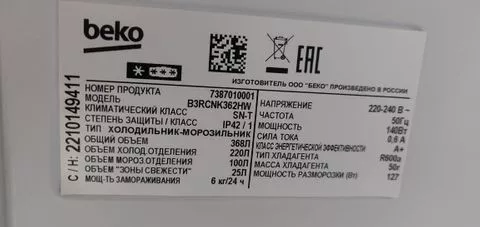 beko
EAC
ИЗГОТОВИТЕЛЬ ООО "БЕКО" ПРОИЗВЕДЕНО В РОССИИ
С / Н: 2210149411
НОМЕР ПРОДУКТА 7387010001
МОДЕЛЬ B3RCNK362HW
КЛИМАТИЧЕСКИЙ КЛАСС SN-T
СТЕПЕНЬ ЗАЩИТЫ / КЛАСС IP42 / 1
ТИП ХОЛОДИЛЬНИК-МОРОЗИЛЬНИК
ОБЩИЙ ОБЪЕМ 368Л
ОБЪЕМ ХОЛОД.ОТДЕЛЕНИЯ 220Л
ОБЪЕМ МОРОЗ.ОТДЕЛЕНИЯ 100Л
ОБЪЕМ "ЗОНЫ СВЕЖЕСТИ" 25Л
МОЩ-ТЬ ЗАМОРАЖИВАНИЯ 6 кг/24 ч
НАПРЯЖЕНИЕ 220-240 В ~
ЧАСТОТА 50Гц
МОЩНОСТЬ 140Вт
СИЛА ТОКА 0,6 А
КЛАСС ЭНЕРГЕТИЧЕСКОЙ ЭФФЕКТИВНОСТИ A+
ТИП ХЛАДАГЕНТА R600a
МАССА ХЛАДАГЕНТА 50г
МОЩНОСТЬ РАЗМОРОЗКИ (Вт) 127